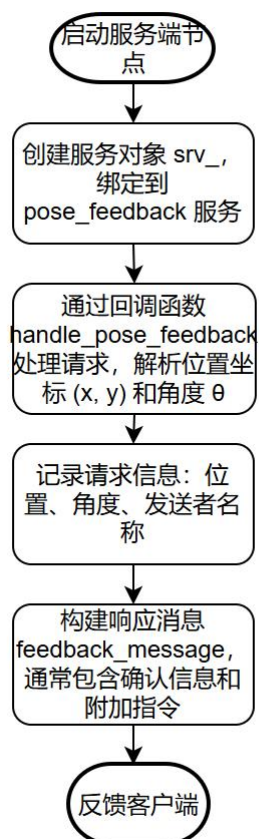 启动服务端节
点
创建服务对象 srv_，
绑定到
pose_feedback 服务
通过回调函数
handle_pose_feedback
处理请求，解析位置坐
标 (x, y) 和角度 θ
记录请求信息：位
置、角度、发送者名
称
构建响应消息
feedback_message，
通常包含确认信息和
附加指令
反馈客户端